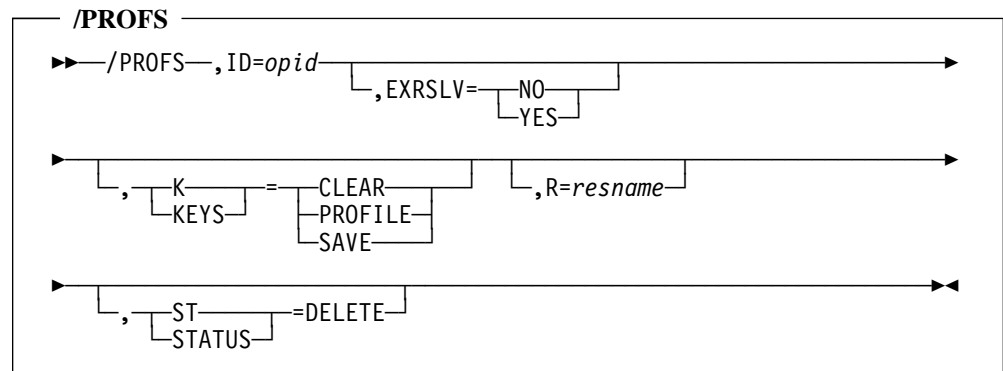 /PROFS
/PROFS ,ID=opid ,EXRSLV= NO
YES
, K = CLEAR ,R=resname
KEYS PROFILE
SAVE
, ST =DELETE
STATUS